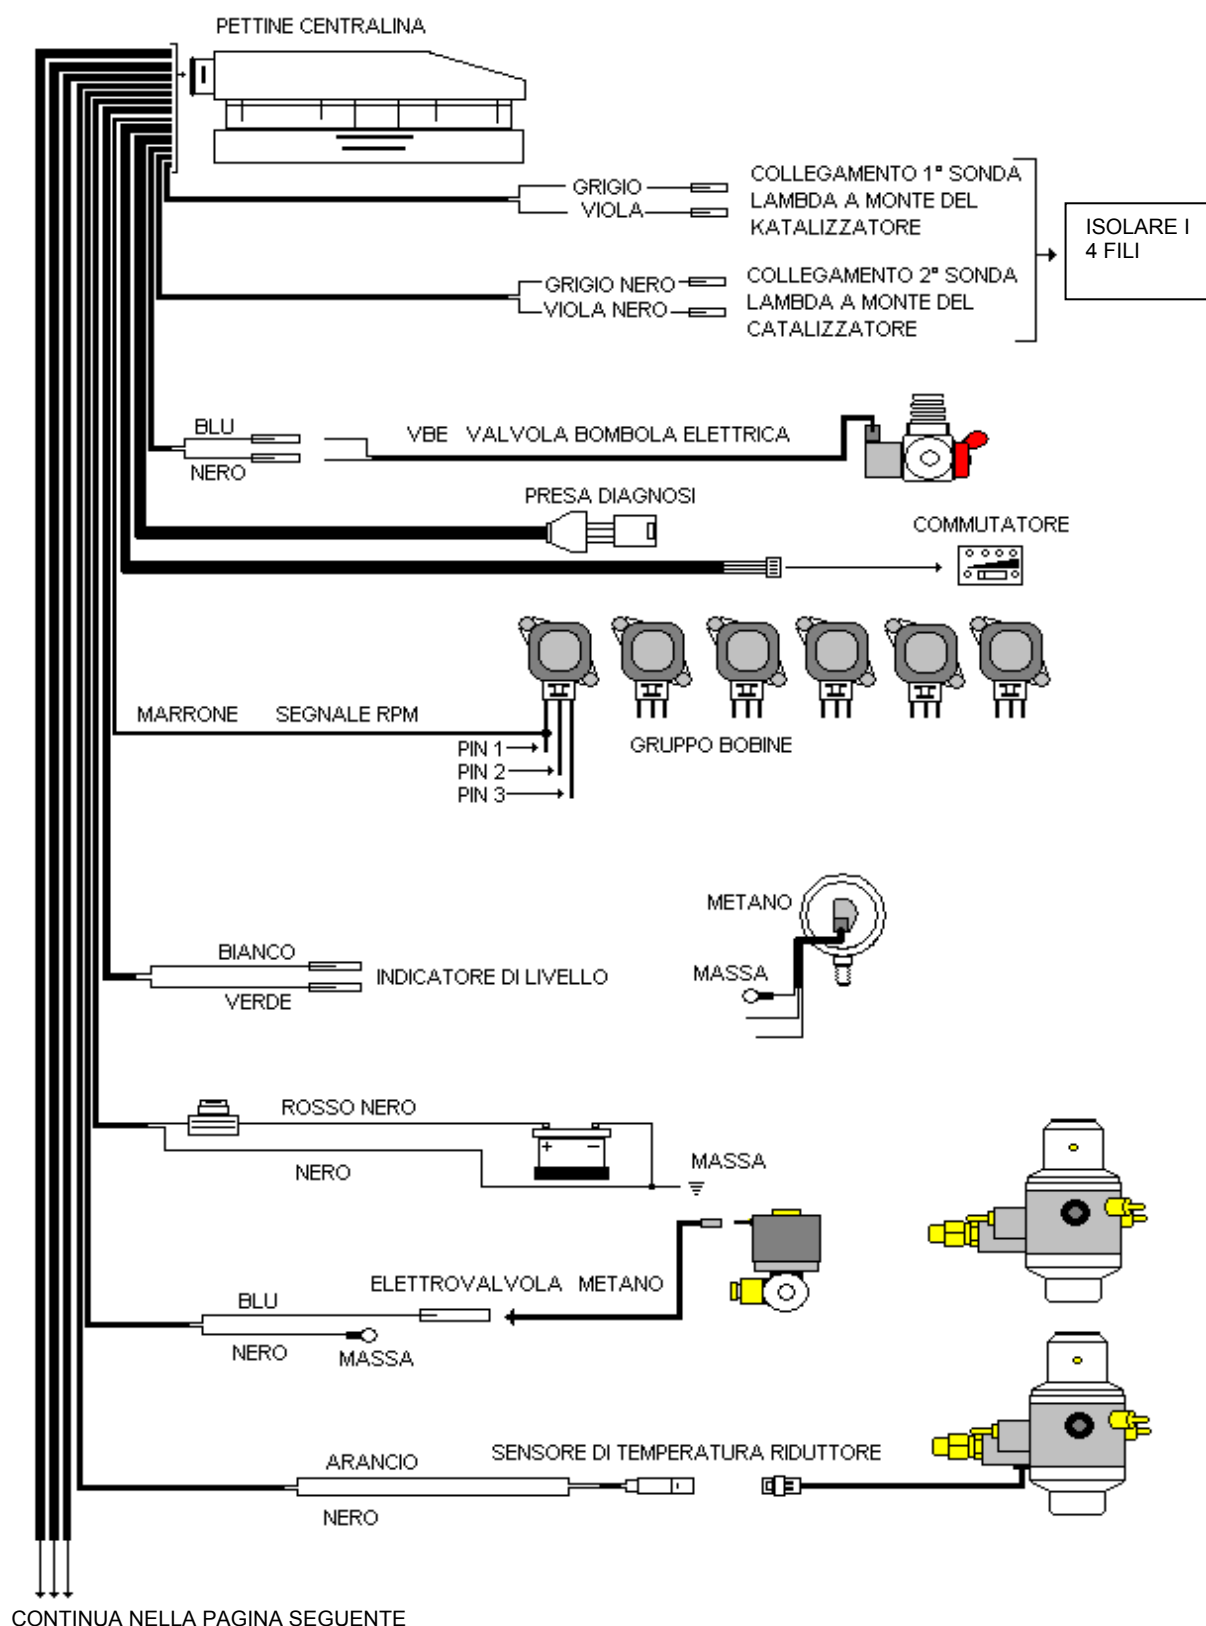 PETTINE CENTRALINA
GRIGIO
VIOLA
COLLEGAMENTO 1ª SONDA
LAMBDA A MONTE DEL
KATALIZZATORE
ISOLARE I
4 FILI
GRIGIO NERO
VIOLA NERO
COLLEGAMENTO 2ª SONDA
LAMBDA A MONTE DEL
CATALIZZATORE
BLU
NERO
VBE VALVOLA BOMBOLA ELETTRICA
PRESA DIAGNOSI
COMMUTATORE
MARRONE SEGNALE RPM
PIN 1
PIN 2
PIN 3
GRUPPO BOBINE
METANO
MASSA
BIANCO
VERDE
INDICATORE DI LIVELLO
ROSSO NERO
NERO
+ −
MASSA
ELETTROVALVOLA METANO
BLU
NERO
MASSA
SENSORE DI TEMPERATURA RIDUTTORE
ARANCIO
NERO
CONTINUA NELLA PAGINA SEGUENTE